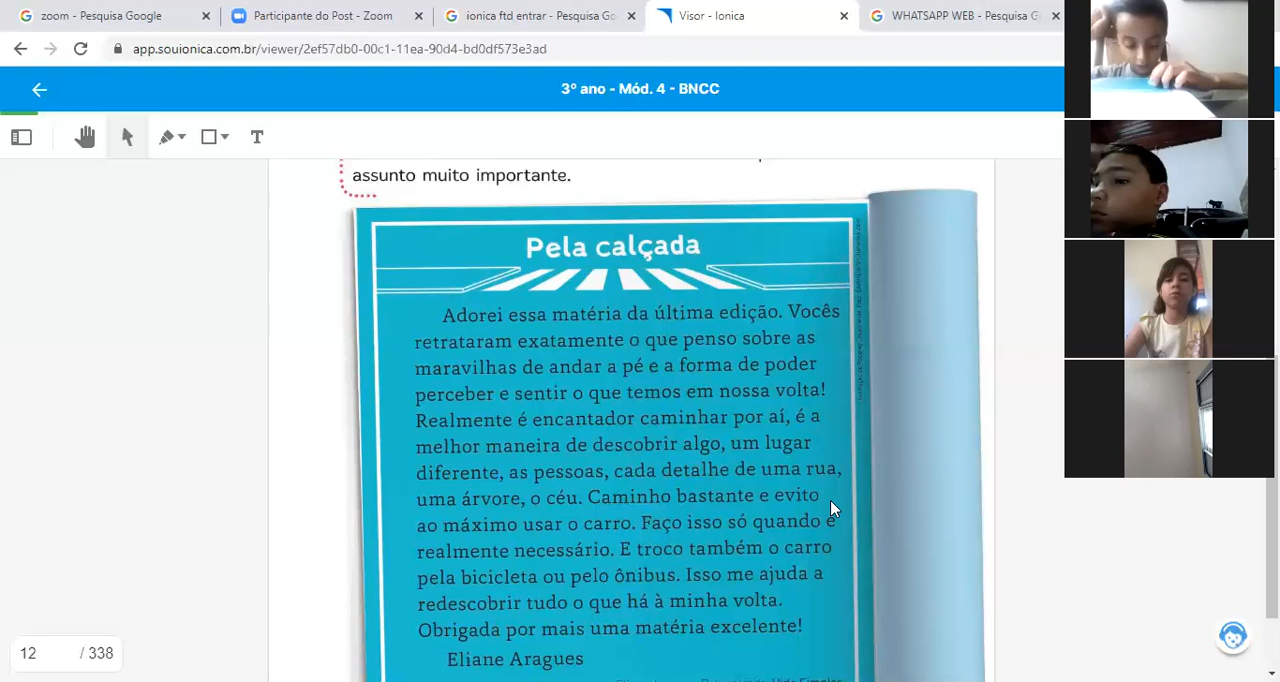 zoom - Pesquisa Google
Participante do Post - Zoom
ionica ftd entrar - Pesquisa Go
Visor - Ionica
WHATSAPP WEB - Pesquisa G
app.souionica.com.br/viewer/2ef57db0-00c1-11ea-90d4-bd0df573e3ad
3º ano - Mód. 4 - BNCC
T
assunto muito importante.
Pela calçada
Adorei essa matéria da última edição. Vocês
retrataram exatamente o que penso sobre as
maravilhas de andar a pé e a forma de poder
perceber e sentir o que temos em nossa volta!
Realmente é encantador caminhar por aí, é a
melhor maneira de descobrir algo, um lugar
diferente, as pessoas, cada detalhe de uma rua,
uma árvore, o céu. Caminho bastante e evito
ao máximo usar o carro. Faço isso só quando é
realmente necessário. E troco também o carro
pela bicicleta ou pelo ônibus. Isso me ajuda a
redescobrir tudo o que há à minha volta.
Obrigada por mais uma matéria excelente!
Eliane Aragues
12 / 338